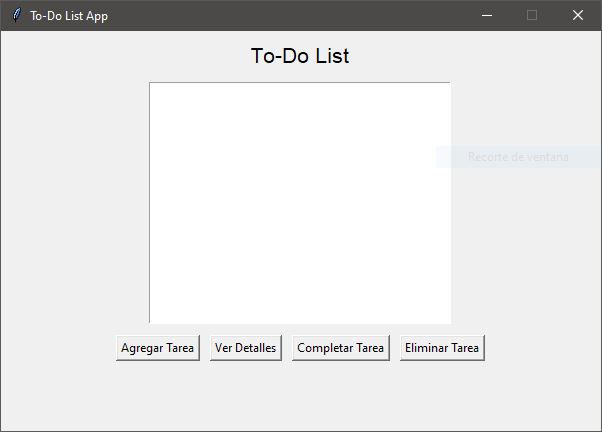 To-Do List App
To-Do List
Recorte de ventana
Agregar Tarea Ver Detalles Completar Tarea Eliminar Tarea